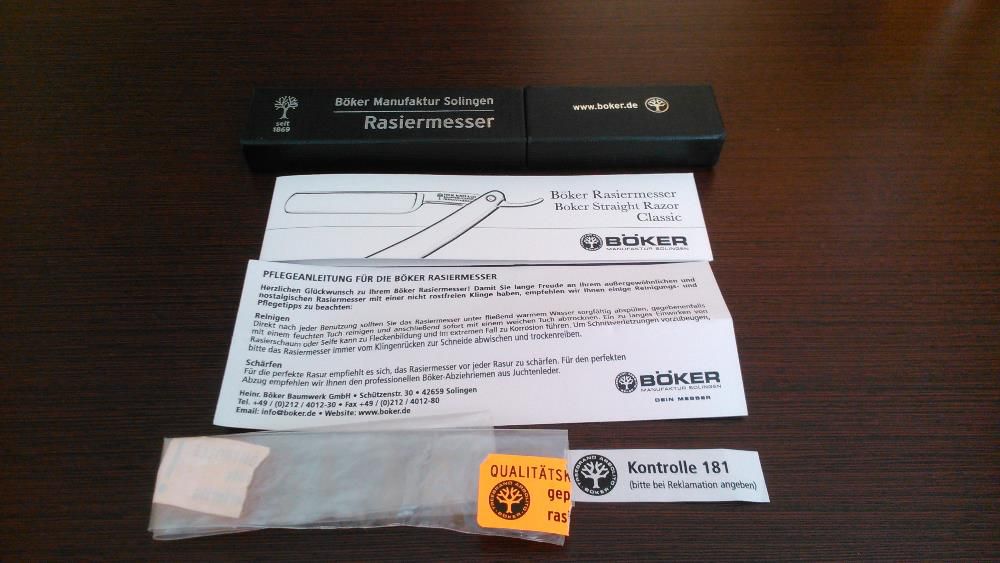 seit
1869
Böker Manufaktur Solingen
Rasiermesser
www.boker.de
Böker Rasiermesser
Boker Straight Razor
Classic
BÖKER
MANUFAKTUR SOLINGEN
PFLEGEANLEITUNG FÜR DIE BÖKER RASIERMESSER
Herzlichen Glückwunsch zu Ihrem Böker Rasiermesser! Damit Sie lange Freude an Ihrem außergewöhnlichen und
nostalgischen Rasiermesser mit einer nicht rostfreien Klinge haben, empfehlen wir Ihnen einige Reinigungs- und
Pflegetipps zu beachten:
Reinigen
Direkt nach jeder Benutzung sollten Sie das Rasiermesser unter fließend warmem Wasser sorgfältig abspülen, gegebenenfalls
mit einem feuchten Tuch reinigen und anschließend sofort mit einem weichen Tuch abtrocknen. Ein zu langes Einwirken von
Rasierschaum oder Seife kann zu Fleckenbildung und im extremen Fall zu Korrosion führen. Um Schnittverletzungen vorzubeugen,
bitte das Rasiermesser immer vom Klingenrücken zur Schneide abwischen und trockenreiben.
Schärfen
Für die perfekte Rasur empfiehlt es sich, das Rasiermesser vor jeder Rasur zu schärfen. Für den perfekten
Abzug empfehlen wir Ihnen den professionellen Böker-Abziehriemen aus Juchtenleder.
Heinr. Böker Baumwerk GmbH • Schützenstr. 30 • 42659 Solingen
Tel. +49 / (0)212 / 4012-30 • Fax +49 / (0)212 / 4012-80
Email: info@boker.de • Website: www.boker.de
BÖKER
MANUFAKTUR SOLINGEN
DEIN MESSER
QUALITÄTSK
gep
ras
Kontrolle 181
(bitte bei Reklamation angeben)